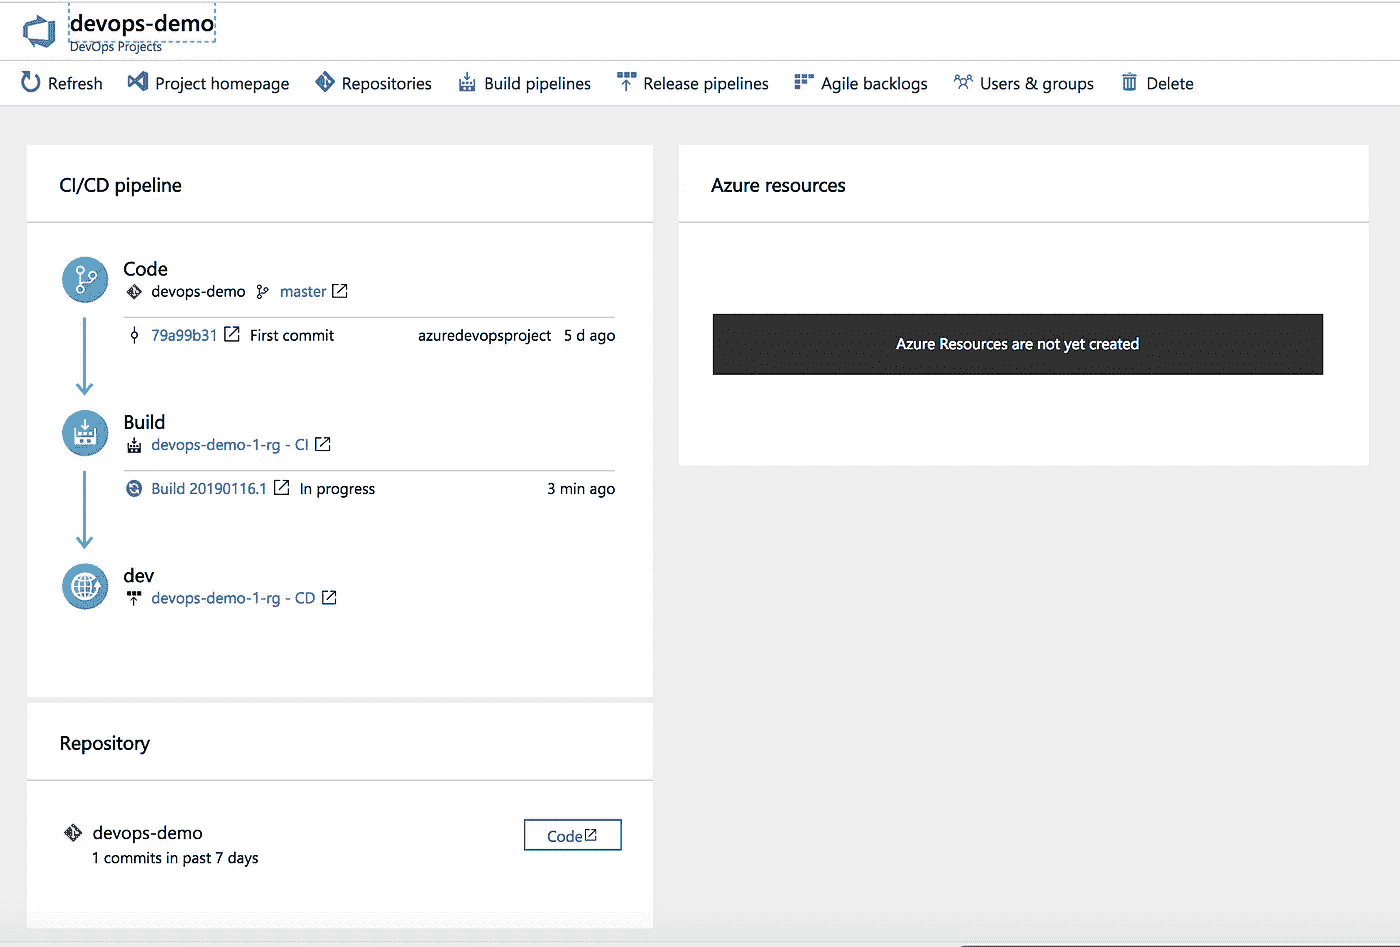 devops-demo
DevOps Projects
Refresh Project homepage Repositories Build pipelines Release pipelines Agile backlogs Users & groups Delete
CI/CD pipeline
Code
devops-demo master
79a99b31 First commit azuredevopsproject 5 d ago
Build
devops-demo-1-rg - CI
Build 20190116.1 In progress 3 min ago
dev
devops-demo-1-rg - CD
Azure resources
Azure Resources are not yet created
Repository
devops-demo
1 commits in past 7 days
Code